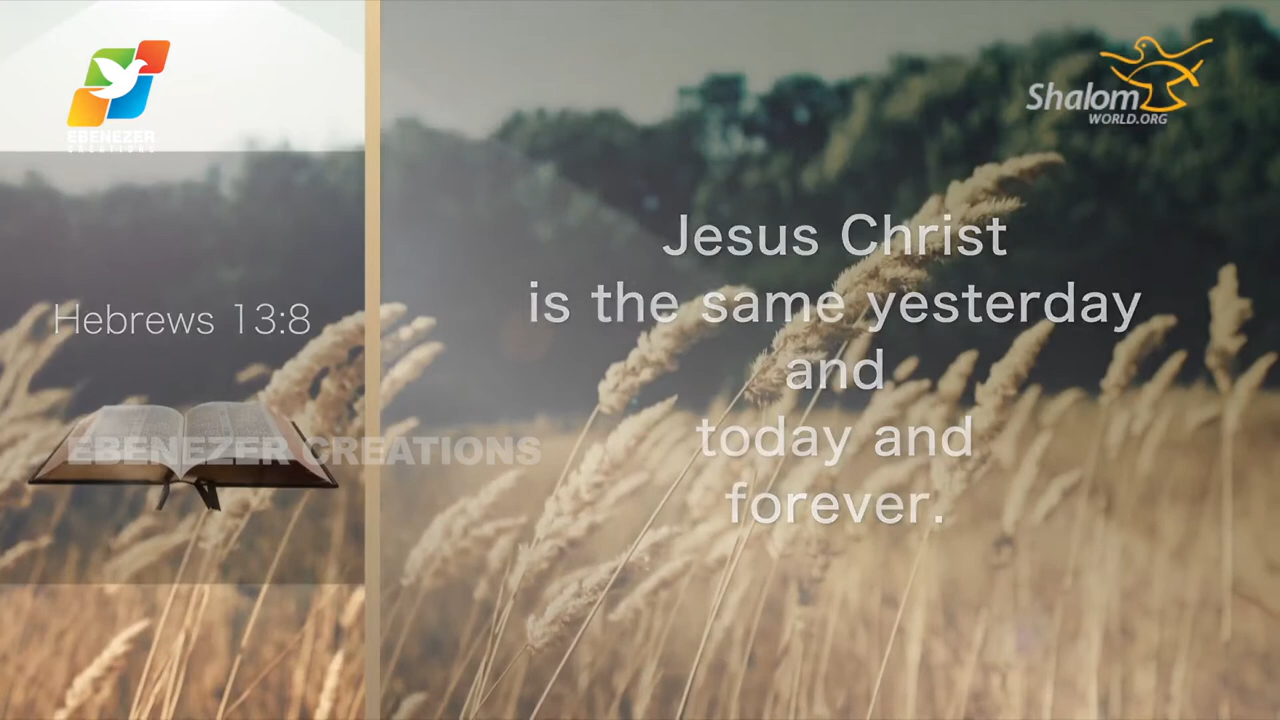 EBENEZER
CREATIONS
Shalom
WORLD.ORG
Hebrews 13:8
EBENEZER CREATIONS
Jesus Christ
is the same yesterday
and
today and
forever.